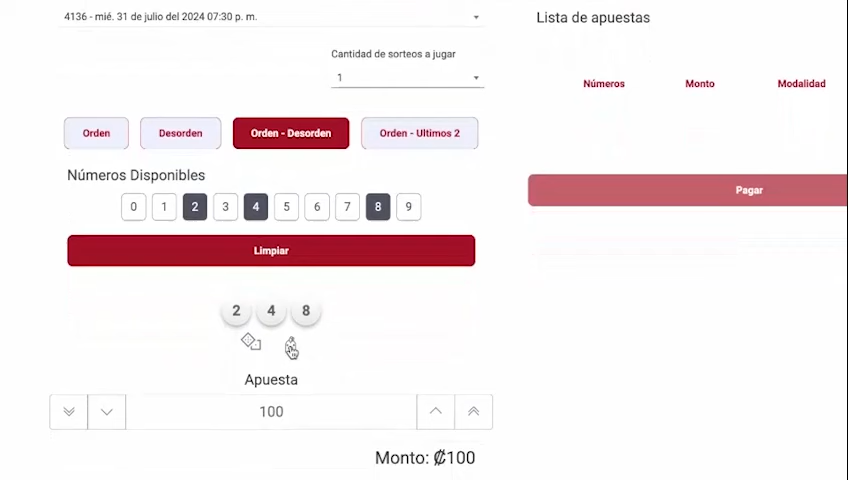 4136 - mié. 31 de julio del 2024 07:30 p. m.
Lista de apuestas
Cantidad de sorteos a jugar
1
Números Monto Modalidad
Orden Desorden Orden - Desorden Orden - Ultimos 2
Números Disponibles
Pagar
0 1 2 3 4 5 6 7 8 9
Limpiar
2 4 8
Apuesta
100
Monto: ₡100